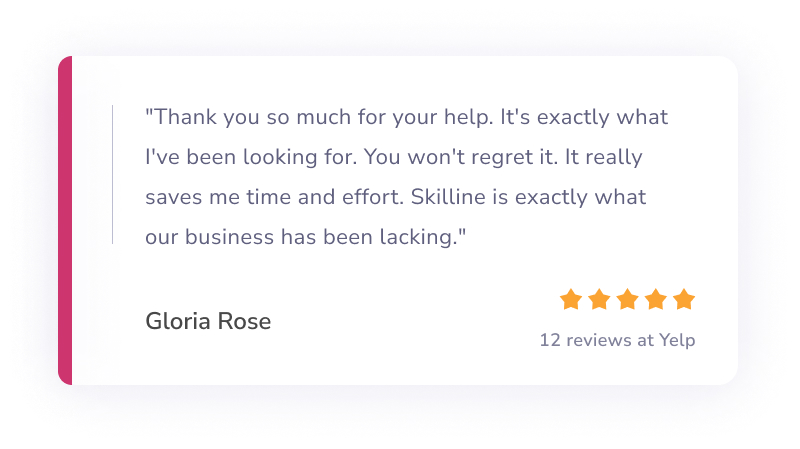 "Thank you so much for your help. It's exactly what
I've been looking for. You won't regret it. It really
saves me time and effort. Skilline is exactly what
our business has been lacking."
Gloria Rose
12 reviews at Yelp